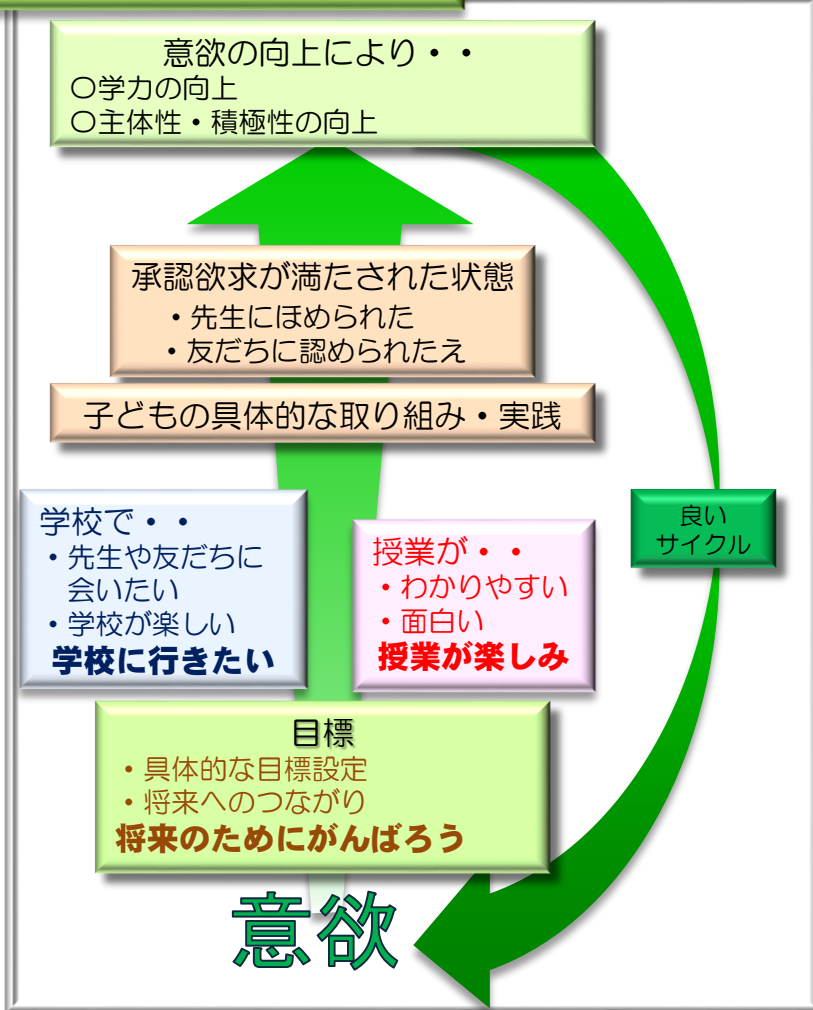 意欲の向上により・・
〇学力の向上
〇主体性・積極性の向上
承認欲求が満たされた状態
・先生にほめられた
・友だちに認められたえ
子どもの具体的な取り組み・実践
学校で・・
・先生や友だちに
会いたい
・学校が楽しい
学校に行きたい
授業が・・
・わかりやすい
・面白い
授業が楽しみ
良い
サイクル
目標
・具体的な目標設定
・将来へのつながり
将来のためにがんばろう
意欲